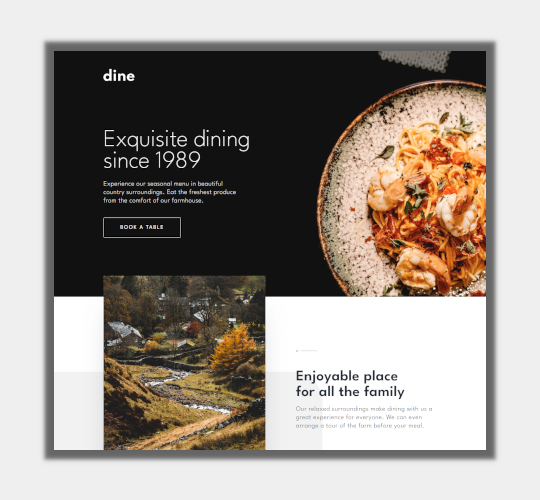 dine
Exquisite dining
since 1989
Experience our seasonal menu in beautiful
country surroundings. Eat the freshest produce
from the comfort of our farmhouse.
BOOK A TABLE
Enjoyable place
for all the family
Our relaxed surroundings make dining with us a
great experience for everyone. We can even
arrange a tour of the farm before your meal.